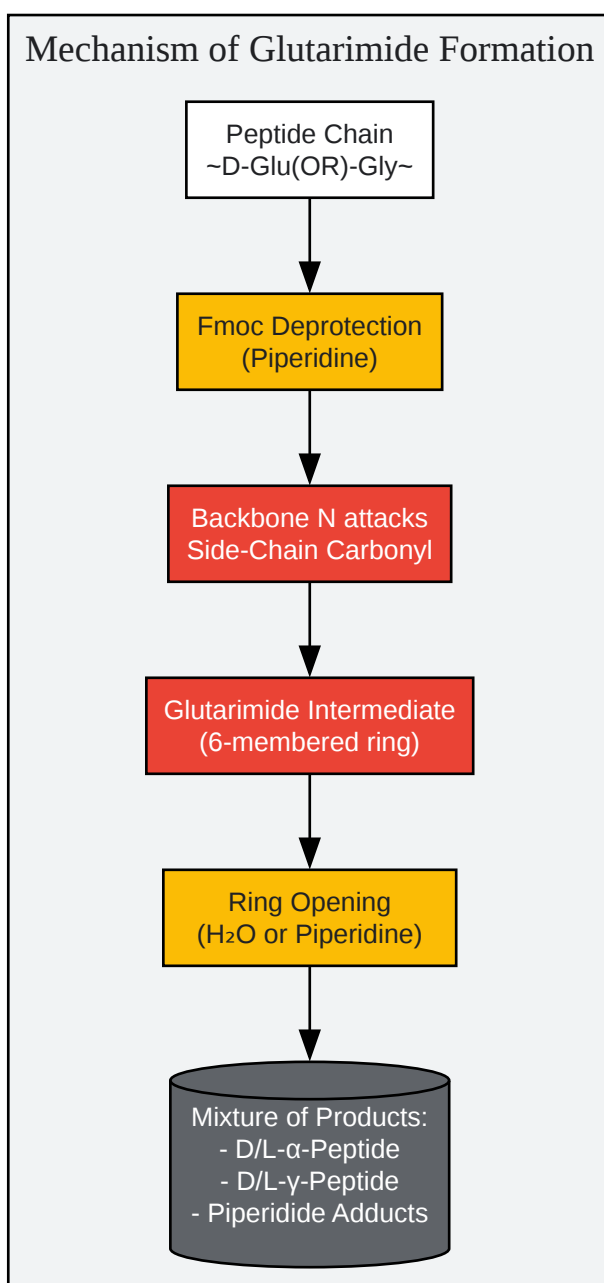 Mechanism of Glutarimide Formation
Peptide Chain
~D-Glu(OR)-Gly~
Fmoc Deprotection
(Piperidine)
Backbone N attacks
Side-Chain Carbonyl
Glutarimide Intermediate
(6-membered ring)
Ring Opening
(H₂O or Piperidine)
Mixture of Products:
- D/L-α-Peptide
- D/L-γ-Peptide
- Piperidide Adducts